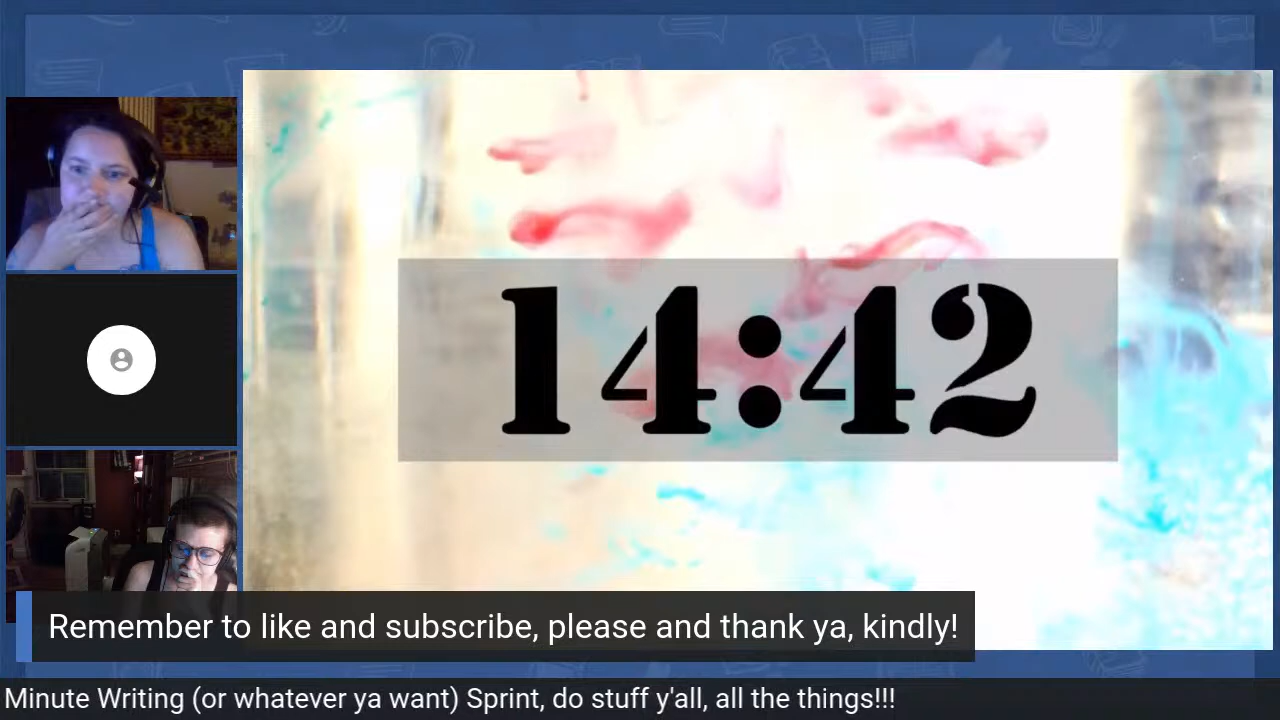 14:42
Remember to like and subscribe, please and thank ya, kindly!
Minute Writing (or whatever ya want) Sprint, do stuff y'all, all the things!!!